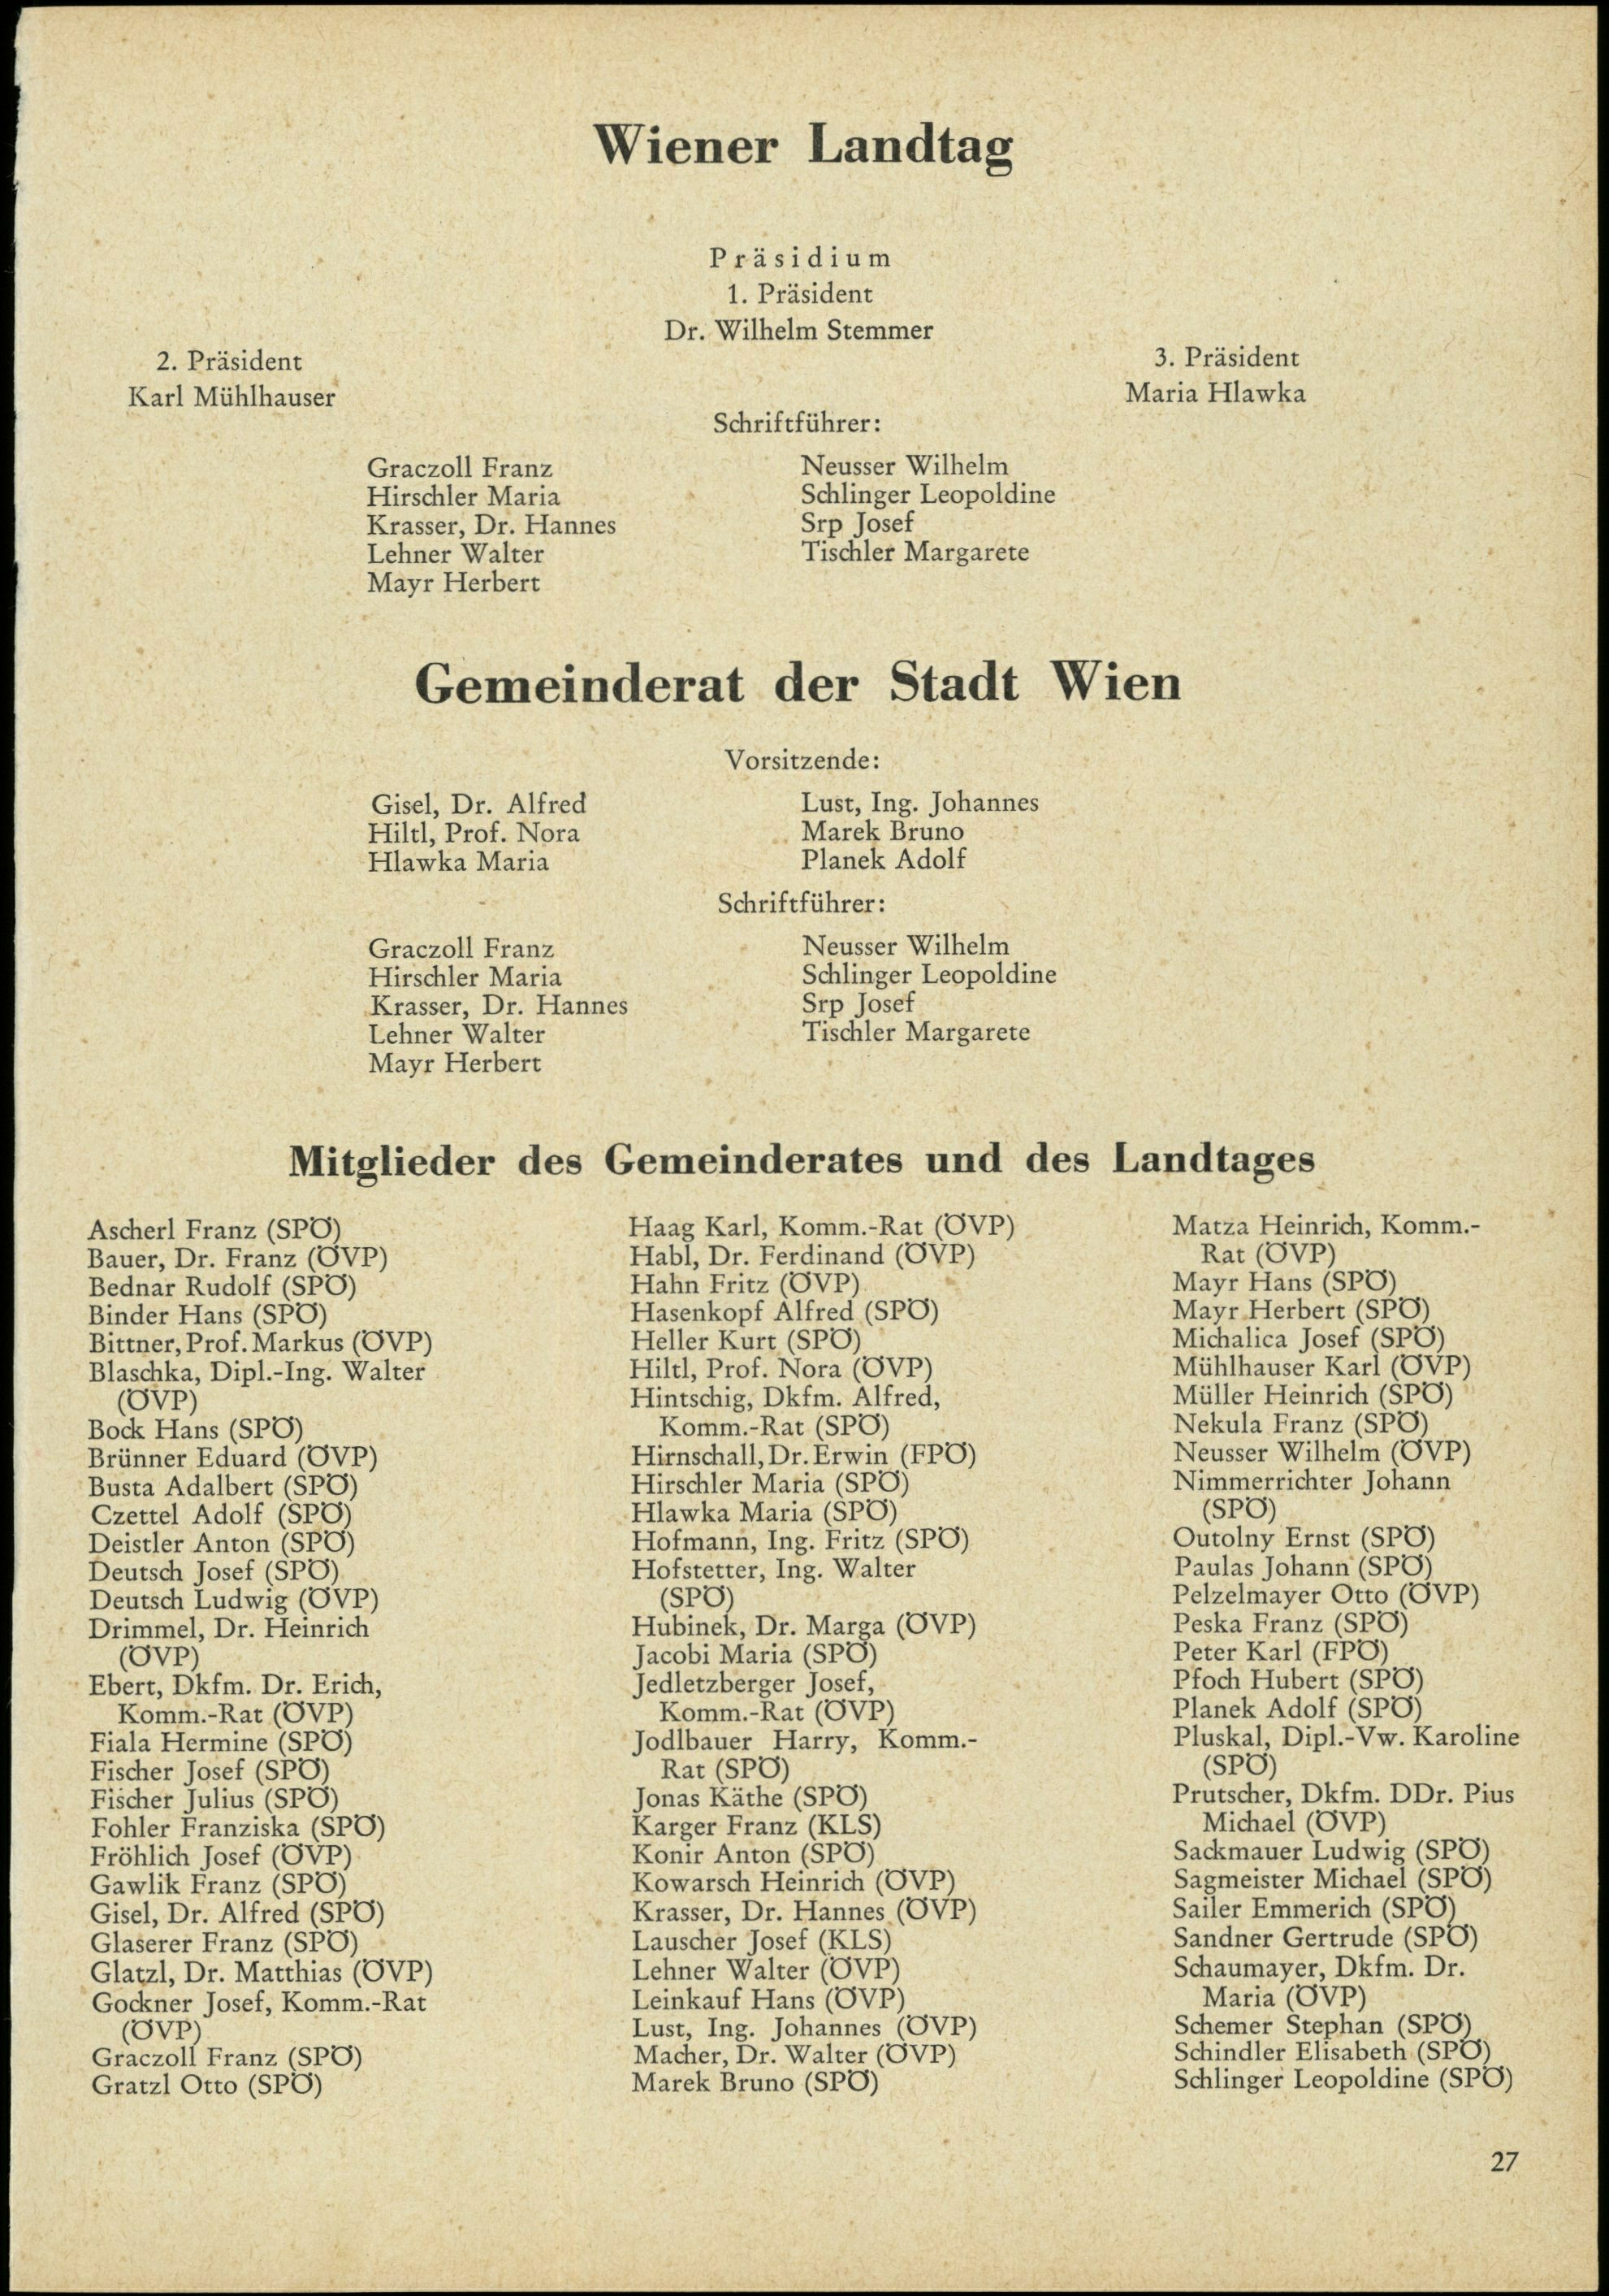 Wiener Landtag
Präsidium
1. Präsident
Dr. Wilhelm Stemmer
2. Präsident
Karl Mühlhauser
3. Präsident
Maria Hlawka
Schriftführer:
Graczoll Franz
Hirschler Maria
Krasser, Dr. Hannes
Lehner Walter
Mayr Herbert
Neusser Wilhelm
Schlinger Leopoldine
Srp Josef
Tischler Margarete
Gemeinderat der Stadt Wien
Vorsitzende:
Gisel, Dr. Alfred
Hiltl, Prof. Nora
Hlawka Maria
Lust, Ing. Johannes
Marek Bruno
Planek Adolf
Schriftführer:
Graczoll Franz
Hirschler Maria
Krasser, Dr. Hannes
Lehner Walter
Mayr Herbert
Neusser Wilhelm
Schlinger Leopoldine
Srp Josef
Tischler Margarete
Mitglieder des Gemeinderates und des Landtages
Ascherl Franz (SPÖ)
Bauer, Dr. Franz (ÖVP)
Bednar Rudolf (SPÖ)
Binder Hans (SPÖ)
Bittner, Prof. Markus (ÖVP)
Blaschka, Dipl.-Ing. Walter
(ÖVP)
Bock Hans (SPÖ)
Brünner Eduard (ÖVP)
Busta Adalbert (SPÖ)
Czettel Adolf (SPÖ)
Deistler Anton (SPÖ)
Deutsch Josef (SPÖ)
Deutsch Ludwig (ÖVP)
Drimmel, Dr. Heinrich
(ÖVP)
Ebert, Dkfm. Dr. Erich,
Komm.-Rat (ÖVP)
Fiala Hermine (SPÖ)
Fischer Josef (SPÖ)
Fischer Julius (SPÖ)
Fohler Franziska (SPÖ)
Fröhlich Josef (ÖVP)
Gawlik Franz (SPÖ)
Gisel, Dr. Alfred (SPÖ)
Glaserer Franz (SPÖ)
Glatzl, Dr. Matthias (ÖVP)
Gockner Josef, Komm.-Rat
(ÖVP)
Graczoll Franz (SPÖ)
Gratzl Otto (SPÖ)
Haag Karl, Komm.-Rat (ÖVP)
Habl, Dr. Ferdinand (ÖVP)
Hahn Fritz (ÖVP)
Hasenkopf Alfred (SPÖ)
Heller Kurt (SPÖ)
Hiltl, Prof. Nora (ÖVP)
Hintschig, Dkfm. Alfred,
Komm.-Rat (SPÖ)
Hirnschall, Dr. Erwin (FPÖ)
Hirschler Maria (SPÖ)
Hlawka Maria (SPÖ)
Hofmann, Ing. Fritz (SPÖ)
Hofstetter, Ing. Walter
(SPÖ)
Hubinek, Dr. Marga (ÖVP)
Jacobi Maria (SPÖ)
Jedletzberger Josef,
Komm.-Rat (ÖVP)
Jodlbauer Harry, Komm.-
Rat (SPÖ)
Jonas Käthe (SPÖ)
Karger Franz (KLS)
Konir Anton (SPÖ)
Kowarsch Heinrich (ÖVP)
Krasser, Dr. Hannes (ÖVP)
Lauscher Josef (KLS)
Lehner Walter (ÖVP)
Leinkauf Hans (ÖVP)
Lust, Ing. Johannes (ÖVP)
Macher, Dr. Walter (ÖVP)
Marek Bruno (SPÖ)
Matza Heinrich, Komm.-
Rat (ÖVP)
Mayr Hans (SPÖ)
Mayr Herbert (SPÖ)
Michalica Josef (SPÖ)
Mühlhauser Karl (ÖVP)
Müller Heinrich (SPÖ)
Nekula Franz (SPÖ)
Neusser Wilhelm (ÖVP)
Nimmerrichter Johann
(SPÖ)
Outolny Ernst (SPÖ)
Paulas Johann (SPÖ)
Pelzelmayer Otto (ÖVP)
Peska Franz (SPÖ)
Peter Karl (FPÖ)
Pfoch Hubert (SPÖ)
Planek Adolf (SPÖ)
Pluskal, Dipl.-Vw. Karoline
(SPÖ)
Prutscher, Dkfm. DDr. Pius
Michael (ÖVP)
Sackmauer Ludwig (SPÖ)
Sagmeister Michael (SPÖ)
Sailer Emmerich (SPÖ)
Sandner Gertrude (SPÖ)
Schaumayer, Dkfm. Dr.
Maria (ÖVP)
Schemer Stephan (SPÖ)
Schindler Elisabeth (SPÖ)
Schlinger Leopoldine (SPÖ)
27